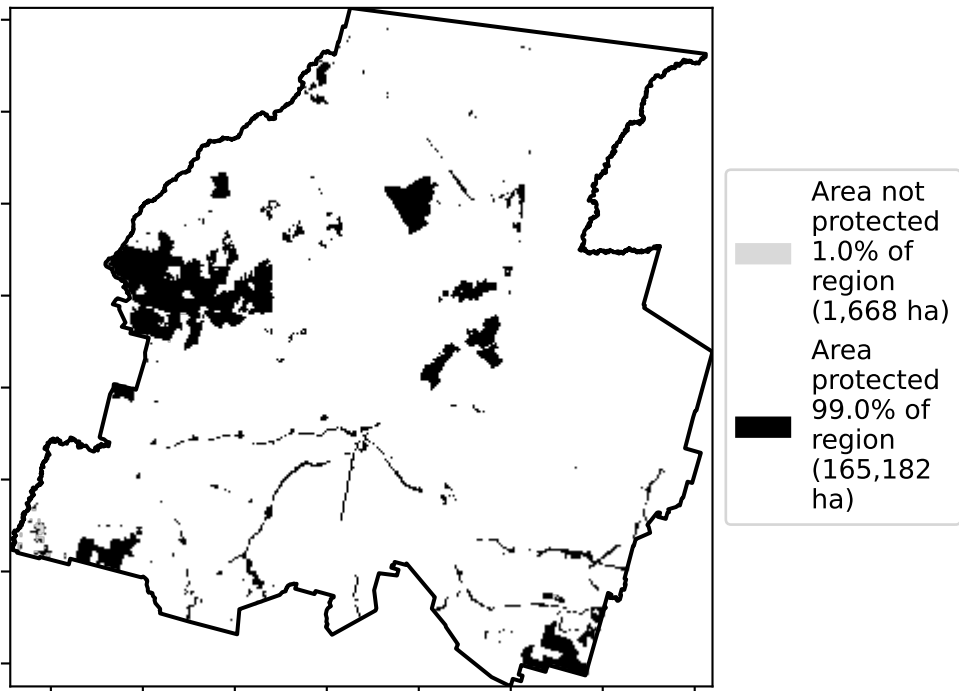 Area not
protected
1.0% of
region
(1,668 ha)
Area
protected
99.0% of
region
(165,182
ha)